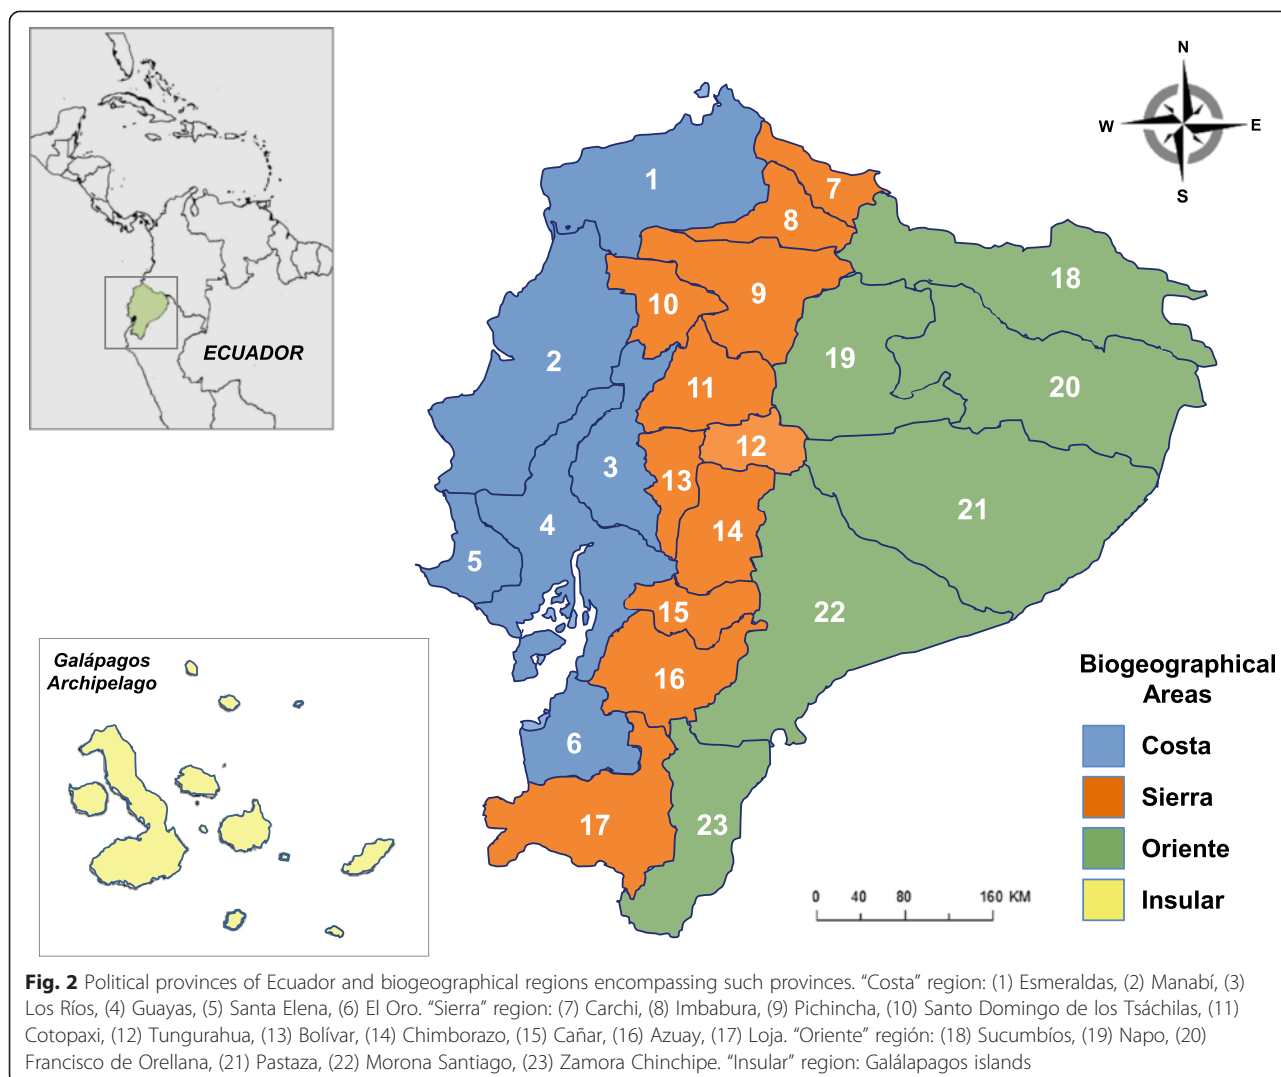 N
W
E
S
ECUADOR
1
7
8
18
9
10
19
2
11
20
12
3
13
21
4
14
5
15
22
16
6
17
23
Galápagos
Archipelago
Biogeographical
Areas
Costa
Sierra
Oriente
Insular
0 40 80 160 KM
Fig. 2 Political provinces of Ecuador and biogeographical regions encompassing such provinces. “Costa” region: (1) Esmeraldas, (2) Manabí, (3)
Los Ríos, (4) Guayas, (5) Santa Elena, (6) El Oro. “Sierra” region: (7) Carchi, (8) Imbabura, (9) Pichincha, (10) Santo Domingo de los Tsáchilas, (11)
Cotopaxi, (12) Tungurahua, (13) Bolívar, (14) Chimborazo, (15) Cañar, (16) Azuay, (17) Loja. “Oriente” región: (18) Sucumbíos, (19) Napo, (20)
Francisco de Orellana, (21) Pastaza, (22) Morona Santiago, (23) Zamora Chinchipe. “Insular” region: Galálapagos islands